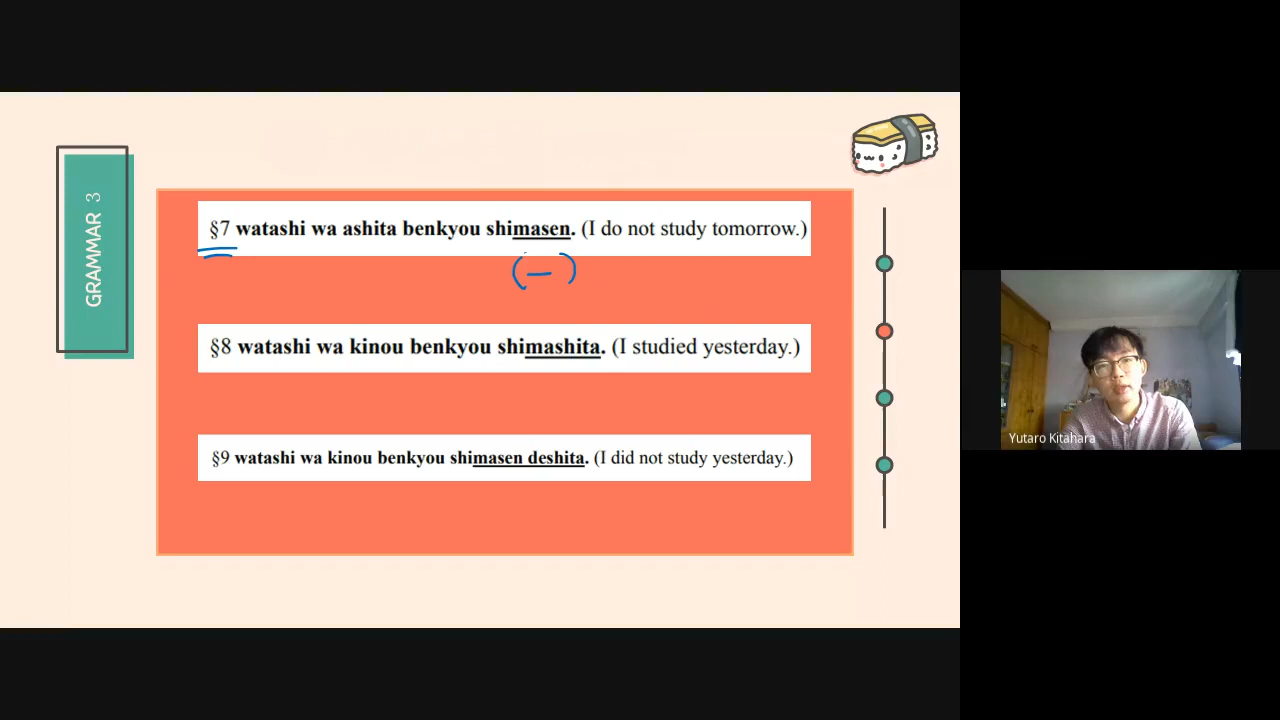 GRAMMAR 3
§7 watashi wa ashita benkyou shimasen. (I do not study tomorrow.)
(—)
§8 watashi wa kinou benkyou shimashita. (I studied yesterday.)
§9 watashi wa kinou benkyou shimasen deshita. (I did not study yesterday.)
Yutaro Kitahara